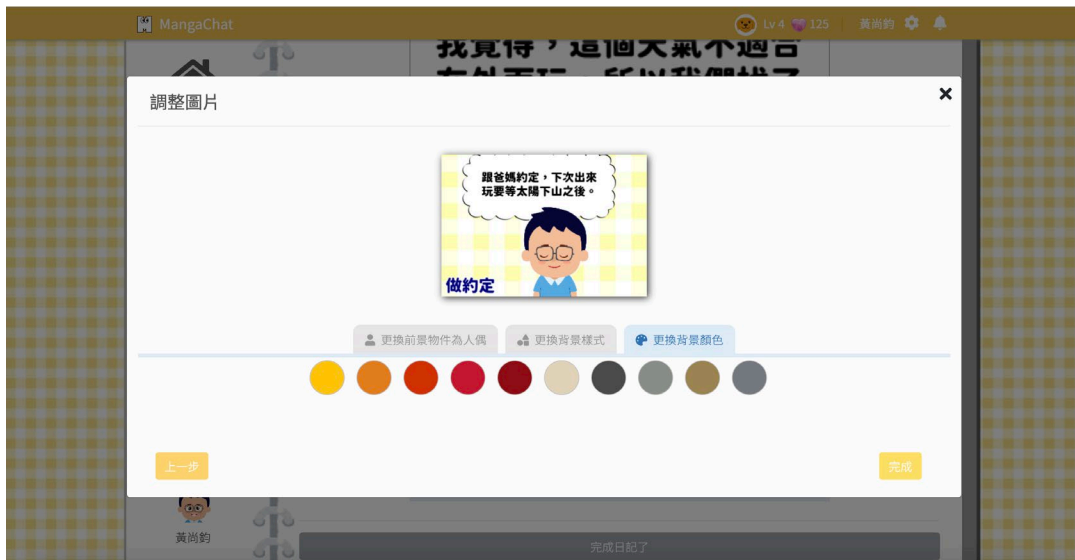 MangaChat
Lv 4 125 黃尚鈞
我覺得，這個天氣不適合
調整圖片
跟爸媽約定，下次出來
玩要等太陽下山之後。
做約定
更換前景物件為人偶 更換背景樣式 更換背景顏色
上一步 完成
黃尚鈞
完成日記了